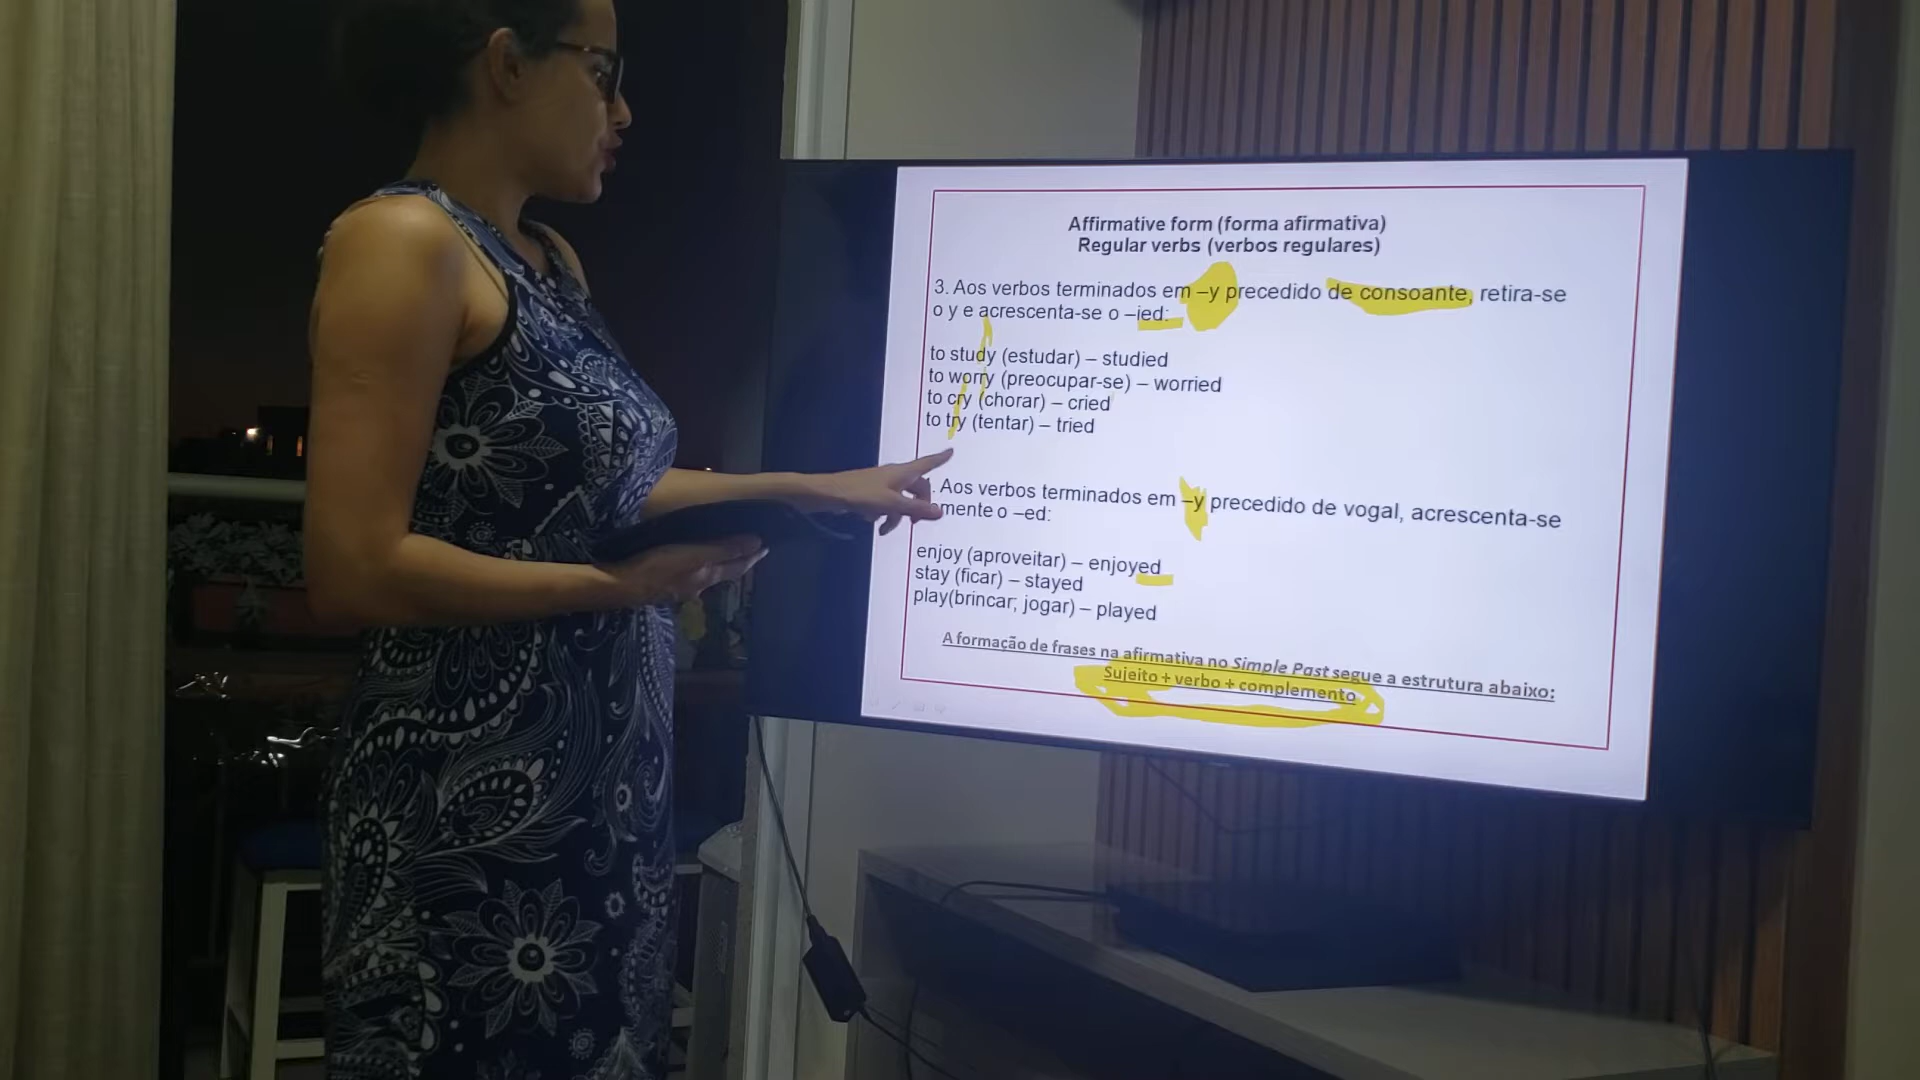 Affirmative form (forma afirmativa)
Regular verbs (verbos regulares)
3. Aos verbos terminados em –y precedido de consoante, retira-se
o y e acrescenta-se o –ied:
to study (estudar) – studied
to worry (preocupar-se) – worried
to cry (chorar) – cried
to try (tentar) – tried
. Aos verbos terminados em –y precedido de vogal, acrescenta-se
mente o –ed:
enjoy (aproveitar) – enjoyed
stay (ficar) – stayed
play(brincar; jogar) – played
A formação de frases na afirmativa no Simple Past segue a estrutura abaixo:
Sujeito + verbo + complemento